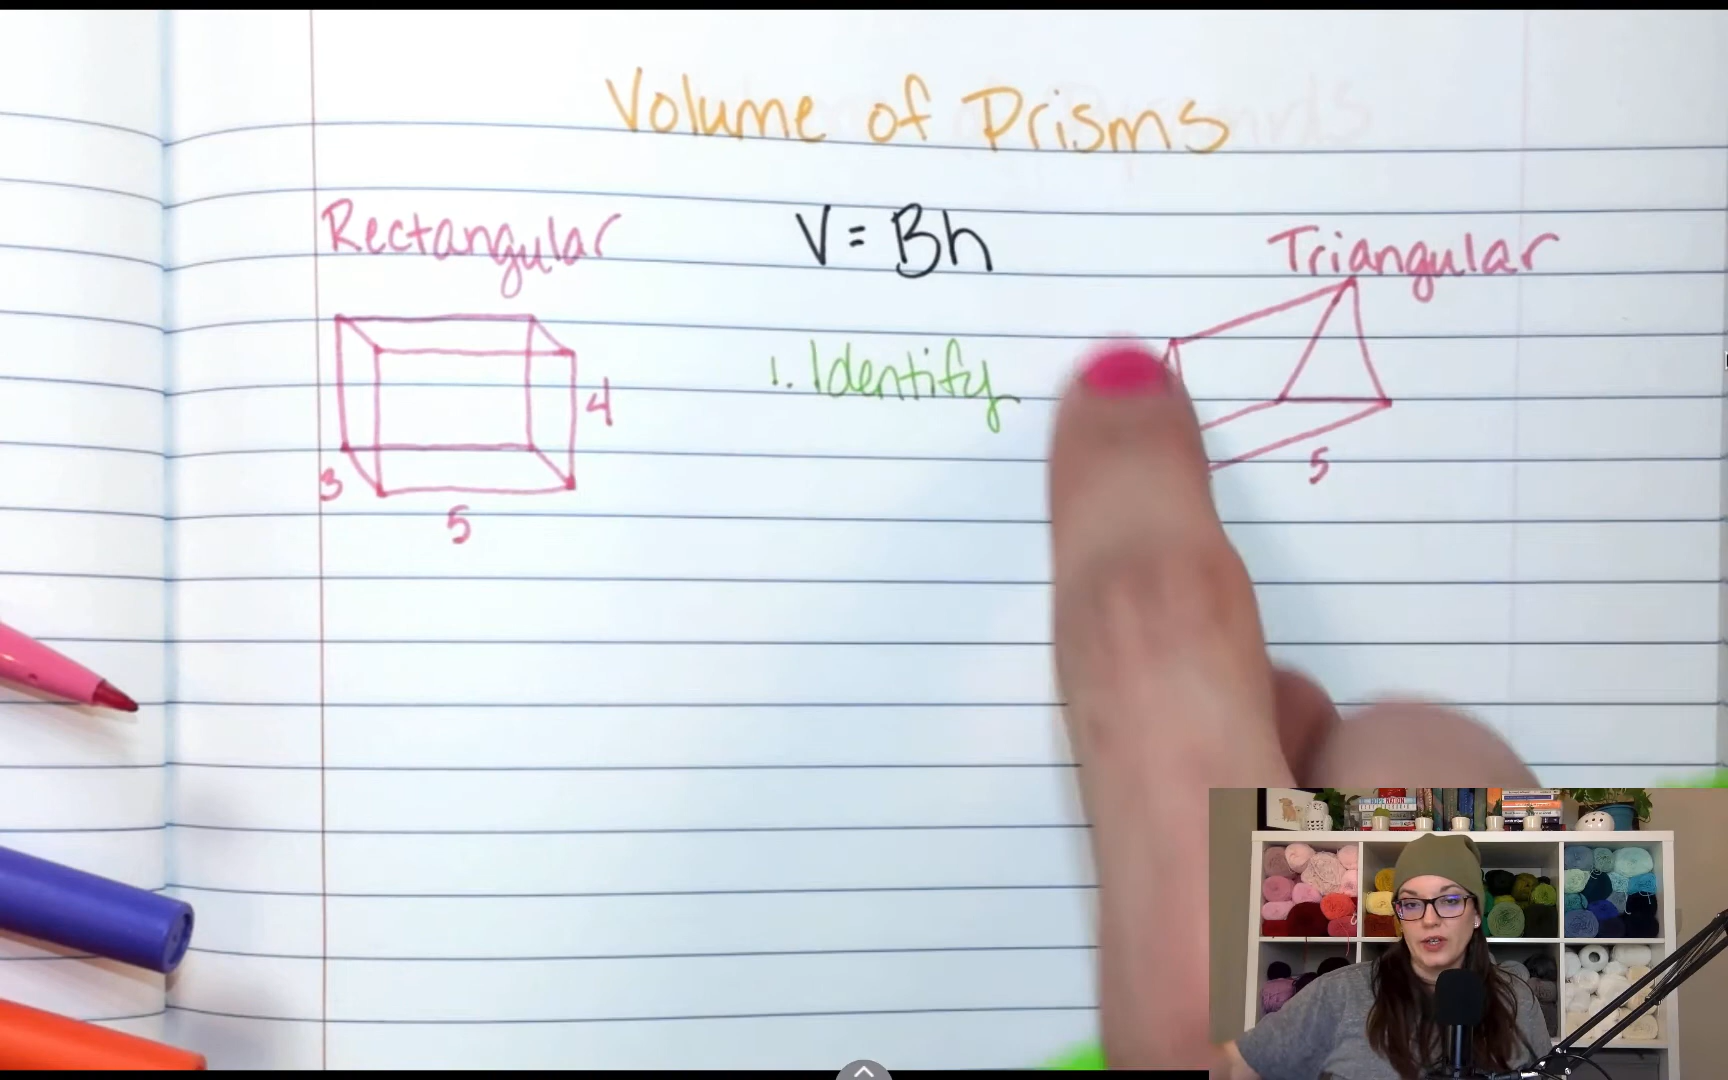 Volume of Prisms
Rectangular
V = Bh
Triangular
1. Identify
4
3
5
5